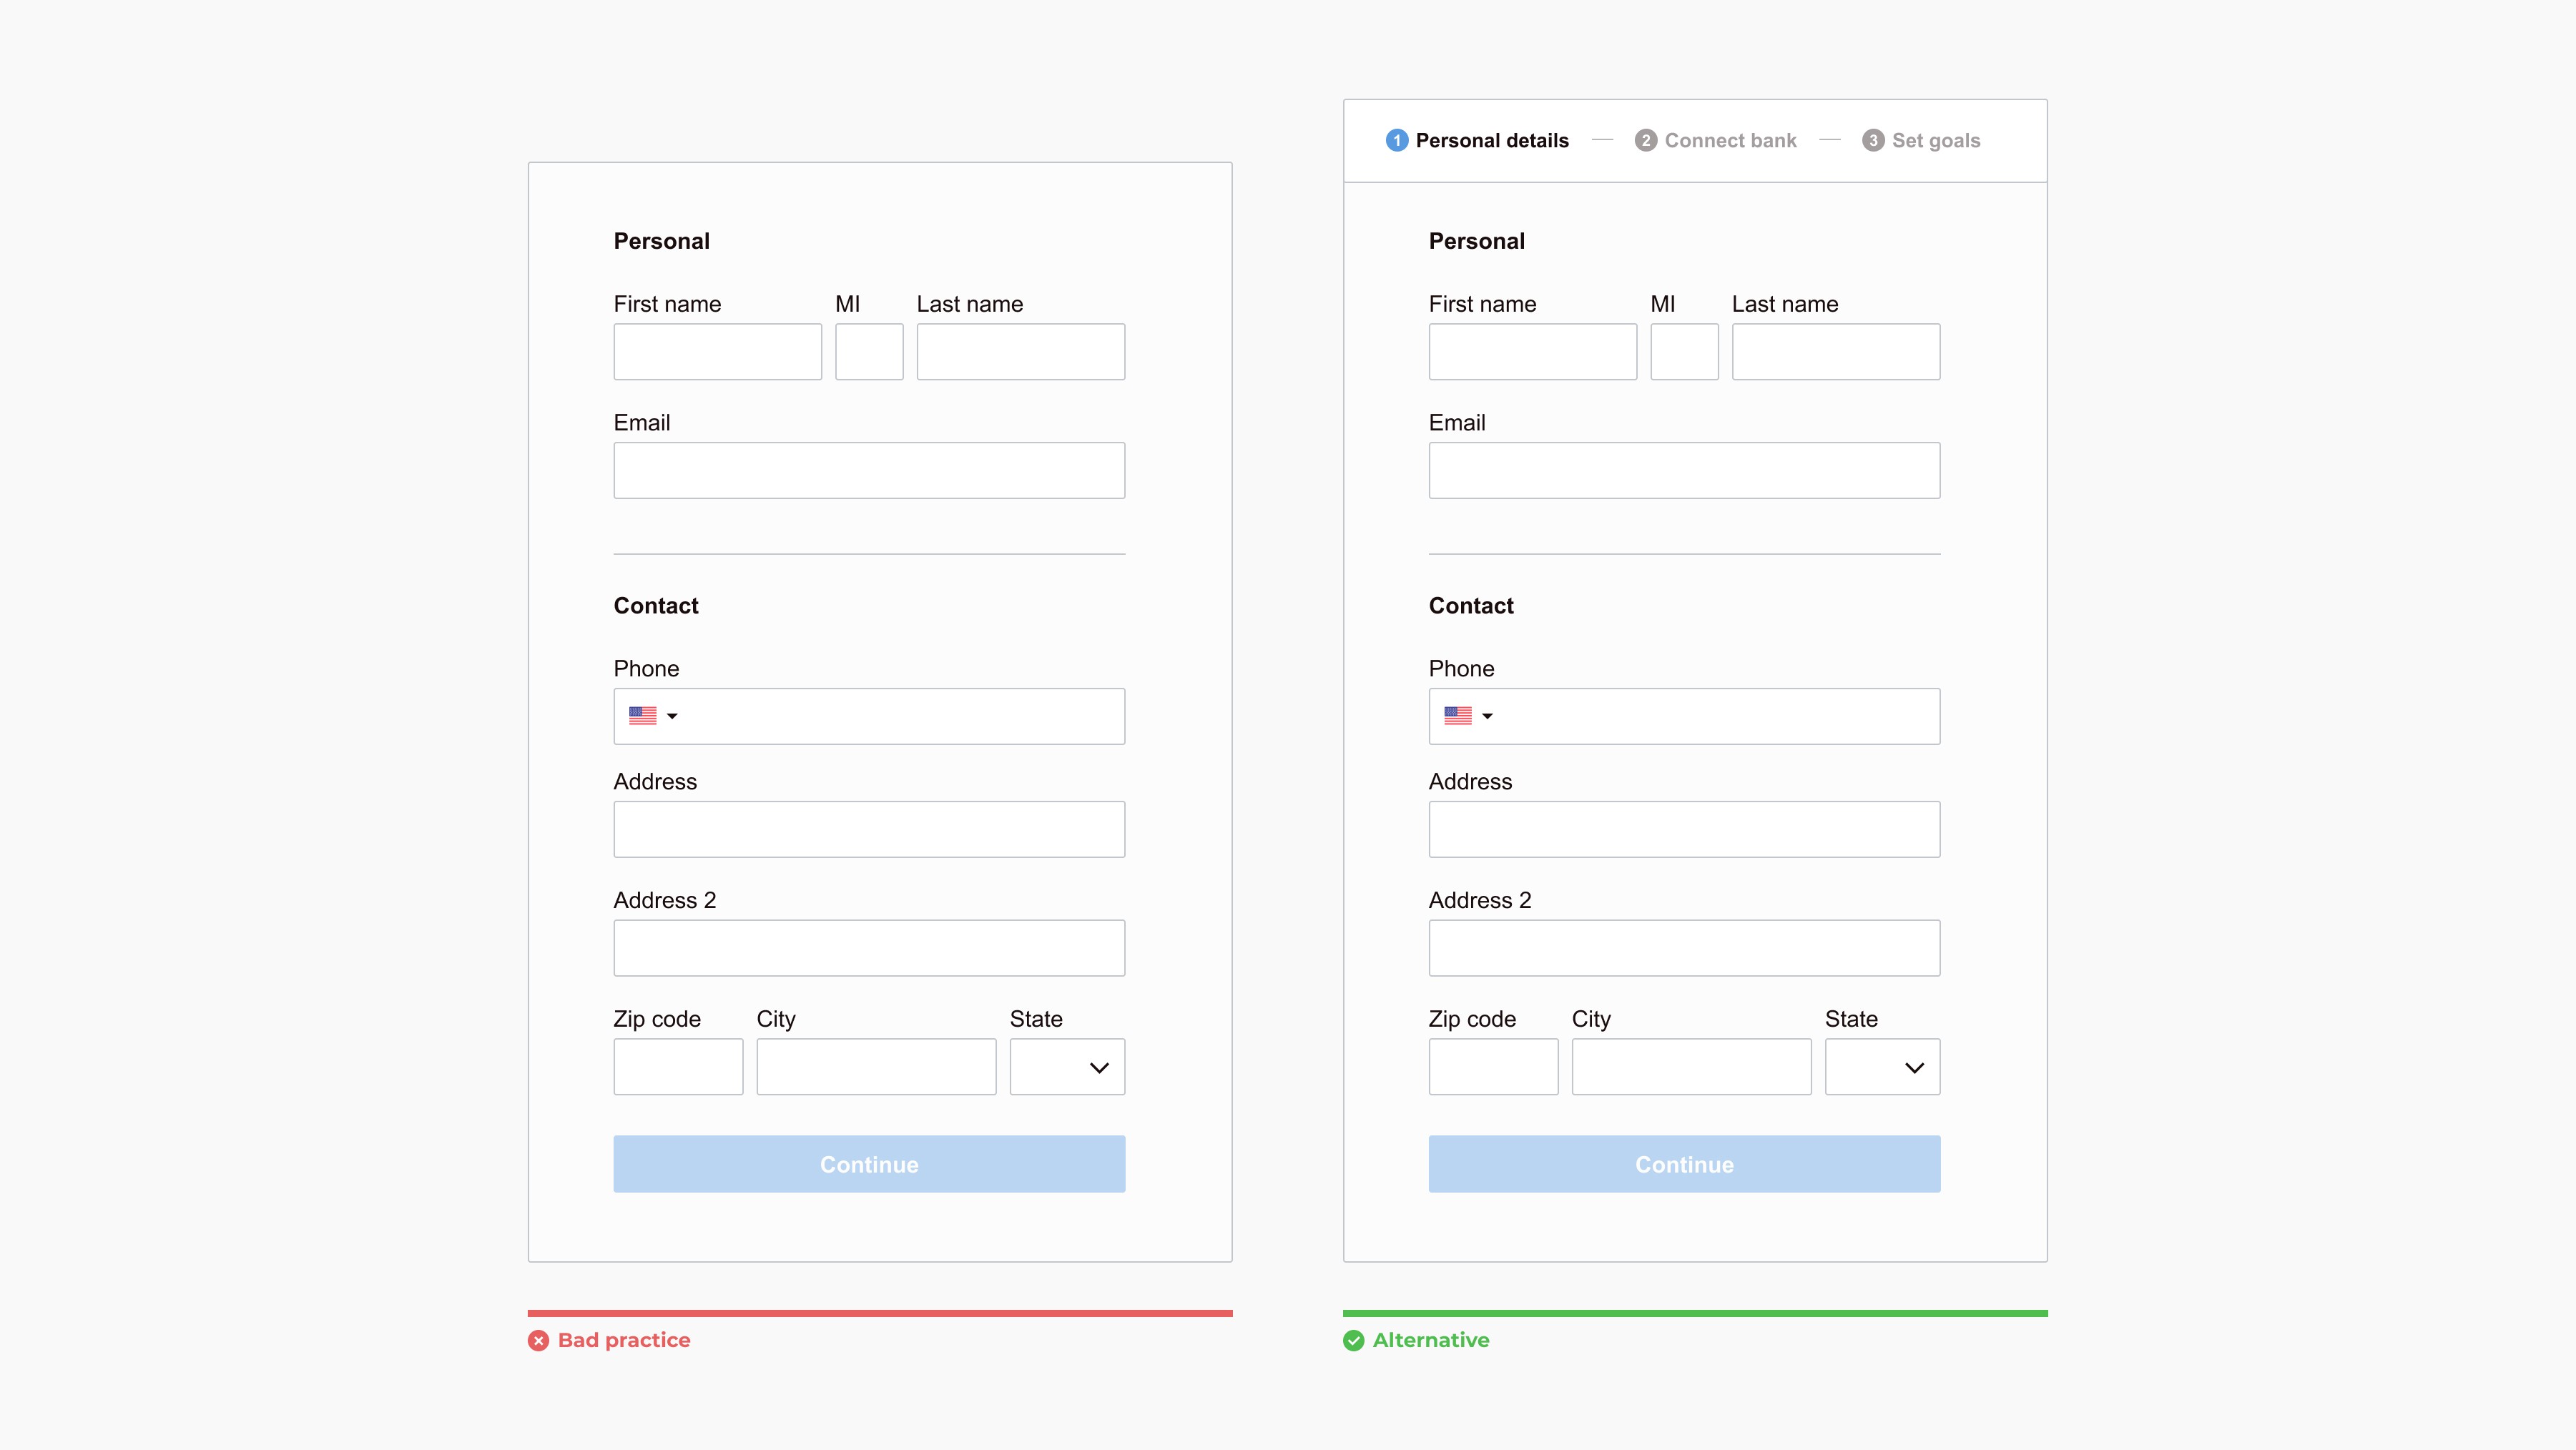 Personal
First name MI Last name
Email
Contact
Phone
Address
Address 2
Zip code City State
Continue
Bad practice
1 Personal details 2 Connect bank 3 Set goals
Personal
First name MI Last name
Email
Contact
Phone
Address
Address 2
Zip code City State
Continue
Alternative